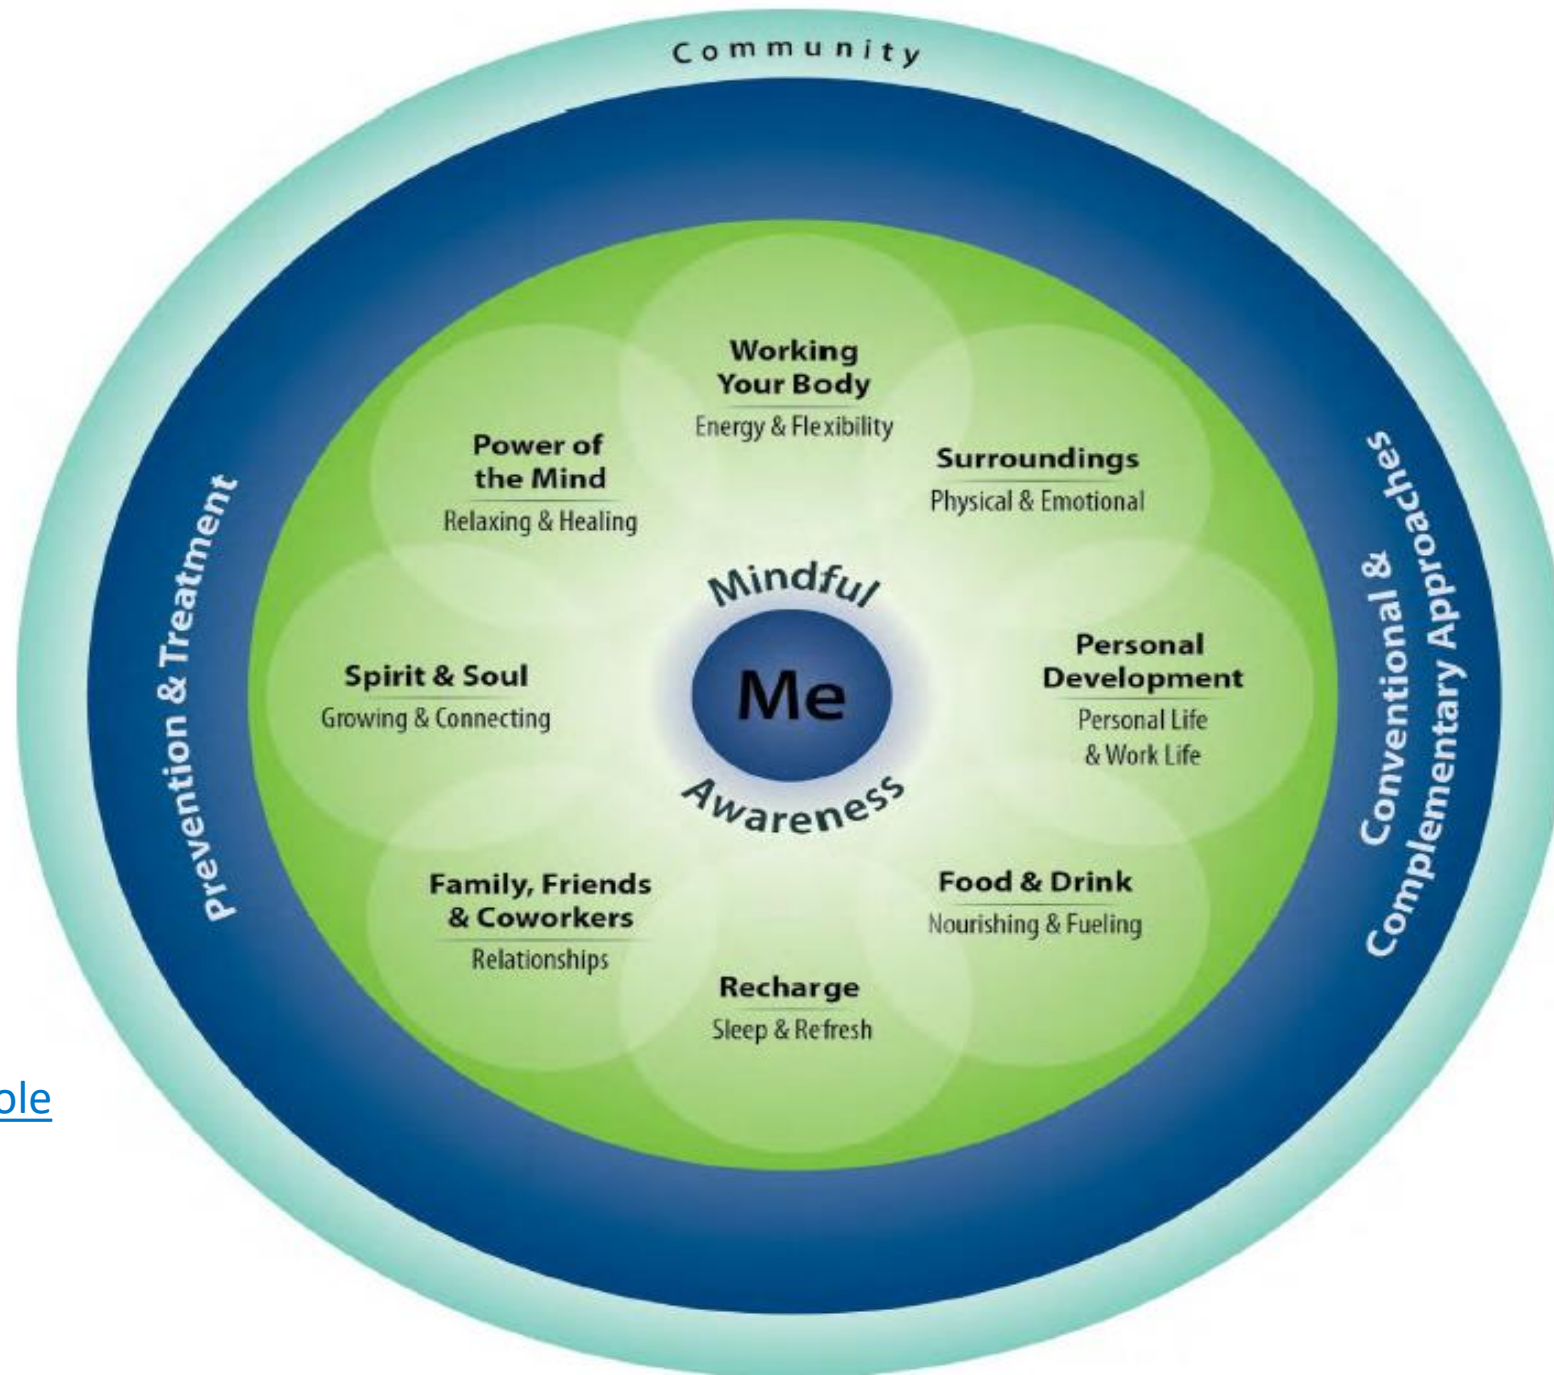 Community
Prevention & Treatment
Conventional &
Complementary Approaches
Working
Your Body
Energy & Flexibility
Surroundings
Physical & Emotional
Personal
Development
Personal Life
& Work Life
Food & Drink
Nourishing & Fueling
Recharge
Sleep & Refresh
Family, Friends
& Coworkers
Relationships
Spirit & Soul
Growing & Connecting
Power of
the Mind
Relaxing & Healing
Mindful
Me
Awareness
ole